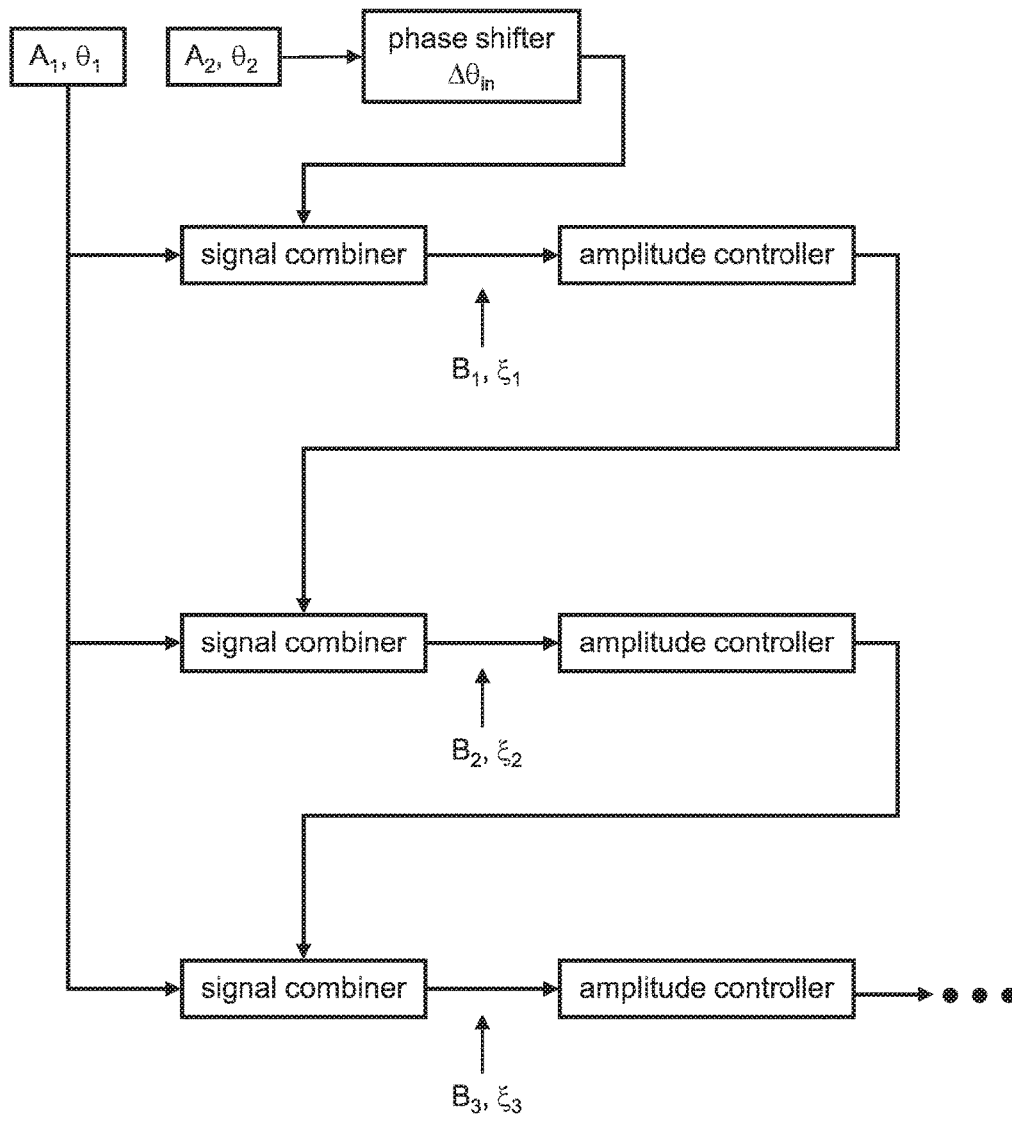 A₁, θ₁
A₂, θ₂
phase shifter
Δθᵢₙ
signal combiner
amplitude controller
B₁, ξ₁
signal combiner
amplitude controller
B₂, ξ₂
signal combiner
amplitude controller
B₃, ξ₃